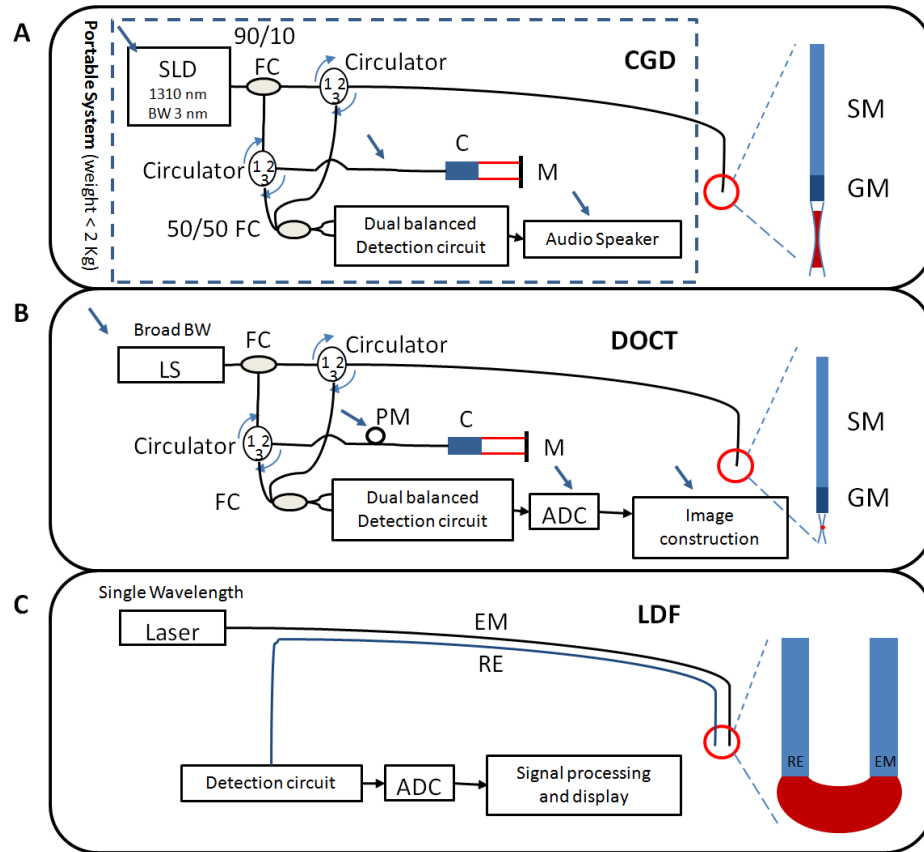 A
Portable System (weight < 2 Kg)
90/10
FC
SLD
1310 nm
BW 3 nm
Circulator
1 2
3
CGD
SM
GM
Circulator
1 2
3
C
M
50/50 FC
Dual balanced
Detection circuit
Audio Speaker
B
Broad BW
LS
FC
Circulator
1 2
3
DOCT
SM
GM
PM
C
M
Circulator
1 2
3
FC
Dual balanced
Detection circuit
ADC
Image
construction
C
Single Wavelength
Laser
EM
RE
LDF
RE
EM
Detection circuit
ADC
Signal processing
and display